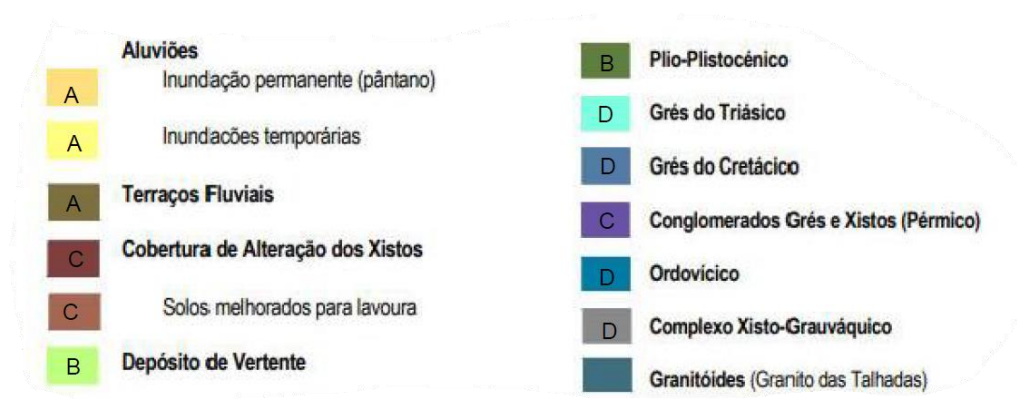 Aluviões
A Inundação permanente (pântano)
A Inundacões temporárias
A Terraços Fluviais
C Cobertura de Alteração dos Xistos
C Solos melhorados para lavoura
B Depósito de Vertente
B Plio-Plistocénico
D Grés do Triásico
D Grés do Cretácico
C Conglomerados Grés e Xistos (Pérmico)
D Ordovícico
D Complexo Xisto-Grauváquico
Granitóides (Granito das Talhadas)